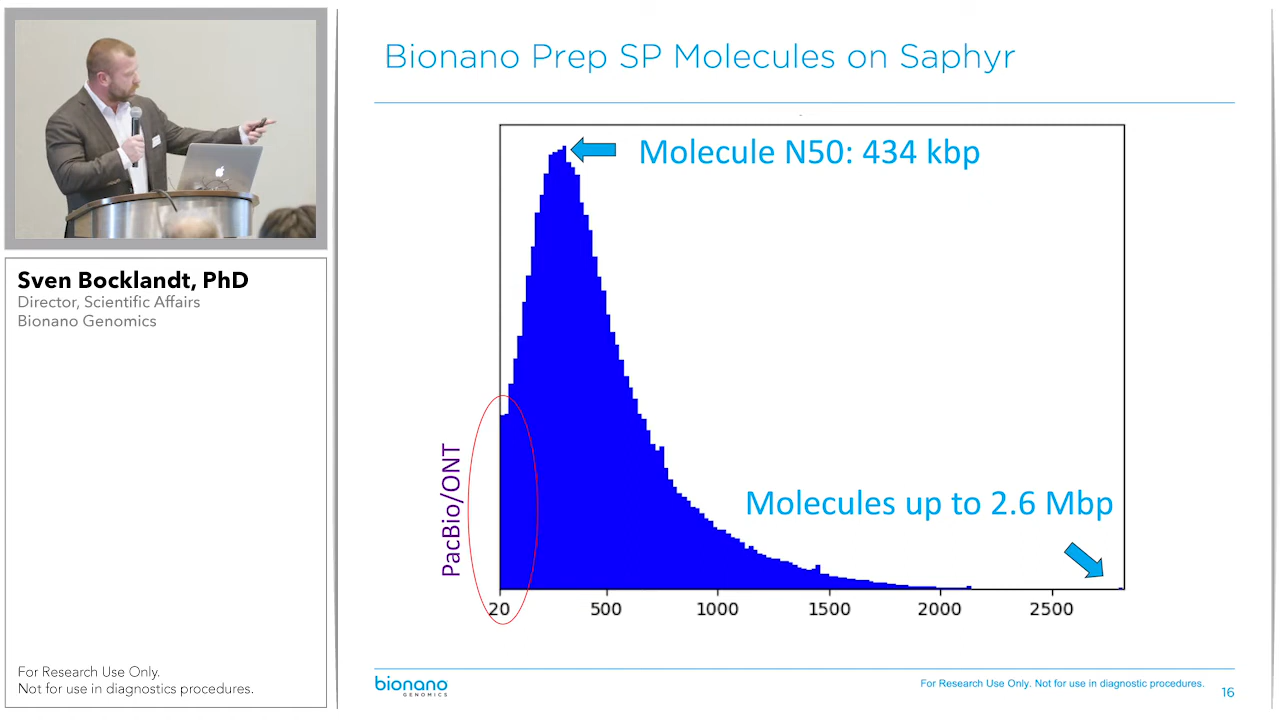 Bionano Prep SP Molecules on Saphyr
Molecule N50: 434 kbp
Molecules up to 2.6 Mbp
PacBio/ONT
20 500 1000 1500 2000 2500
Sven Bocklandt, PhD
Director, Scientific Affairs
Bionano Genomics
For Research Use Only.
Not for use in diagnostics procedures.
bionano
GENOMICS
For Research Use Only. Not for use in diagnostic procedures.
16